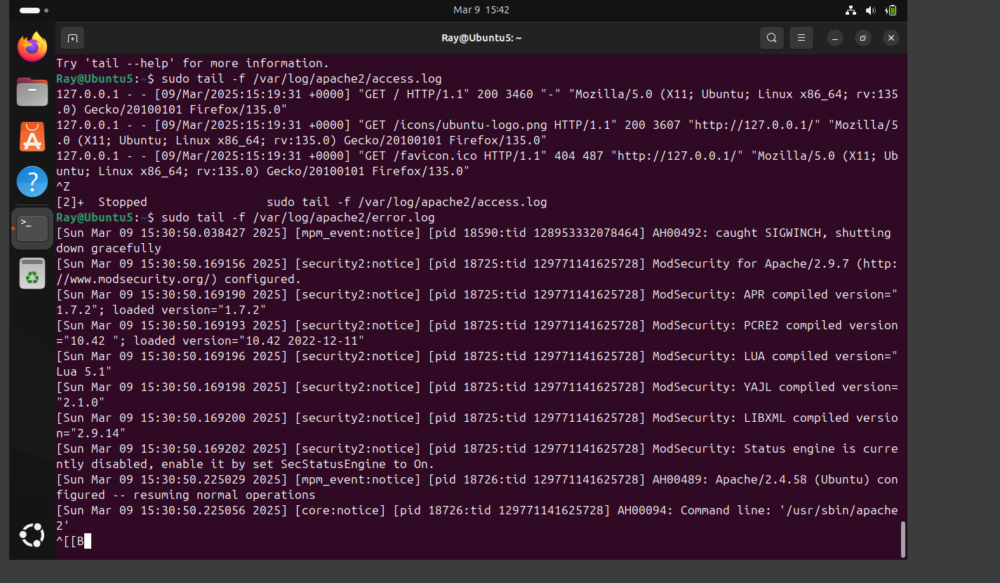 Mar 9 15:42
Ray@Ubuntu5: ~
Try 'tail --help' for more information.
Ray@Ubuntu5:~$ sudo tail -f /var/log/apache2/access.log
127.0.0.1 - - [09/Mar/2025:15:19:31 +0000] "GET / HTTP/1.1" 200 3460 "-" "Mozilla/5.0 (X11; Ubuntu; Linux x86_64; rv:135
.0) Gecko/20100101 Firefox/135.0"
127.0.0.1 - - [09/Mar/2025:15:19:31 +0000] "GET /icons/ubuntu-logo.png HTTP/1.1" 200 3607 "http://127.0.0.1/" "Mozilla/5
.0 (X11; Ubuntu; Linux x86_64; rv:135.0) Gecko/20100101 Firefox/135.0"
127.0.0.1 - - [09/Mar/2025:15:19:31 +0000] "GET /favicon.ico HTTP/1.1" 404 487 "http://127.0.0.1/" "Mozilla/5.0 (X11; Ub
untu; Linux x86_64; rv:135.0) Gecko/20100101 Firefox/135.0"
^Z
[2]+  Stopped                 sudo tail -f /var/log/apache2/access.log
Ray@Ubuntu5:~$ sudo tail -f /var/log/apache2/error.log
[Sun Mar 09 15:30:50.038427 2025] [mpm_event:notice] [pid 18590:tid 128953332078464] AH00492: caught SIGWINCH, shutting
down gracefully
[Sun Mar 09 15:30:50.169156 2025] [security2:notice] [pid 18725:tid 129771141625728] ModSecurity for Apache/2.9.7 (http:
//www.modsecurity.org/) configured.
[Sun Mar 09 15:30:50.169190 2025] [security2:notice] [pid 18725:tid 129771141625728] ModSecurity: APR compiled version="
1.7.2"; loaded version="1.7.2"
[Sun Mar 09 15:30:50.169193 2025] [security2:notice] [pid 18725:tid 129771141625728] ModSecurity: PCRE2 compiled version
="10.42 "; loaded version="10.42 2022-12-11"
[Sun Mar 09 15:30:50.169196 2025] [security2:notice] [pid 18725:tid 129771141625728] ModSecurity: LUA compiled version="
Lua 5.1"
[Sun Mar 09 15:30:50.169198 2025] [security2:notice] [pid 18725:tid 129771141625728] ModSecurity: YAJL compiled version=
"2.1.0"
[Sun Mar 09 15:30:50.169200 2025] [security2:notice] [pid 18725:tid 129771141625728] ModSecurity: LIBXML compiled versio
n="2.9.14"
[Sun Mar 09 15:30:50.169202 2025] [security2:notice] [pid 18725:tid 129771141625728] ModSecurity: Status engine is curre
ntly disabled, enable it by set SecStatusEngine to On.
[Sun Mar 09 15:30:50.225029 2025] [mpm_event:notice] [pid 18726:tid 129771141625728] AH00489: Apache/2.4.58 (Ubuntu) con
figured -- resuming normal operations
[Sun Mar 09 15:30:50.225056 2025] [core:notice] [pid 18726:tid 129771141625728] AH00094: Command line: '/usr/sbin/apache
2'
^[[B